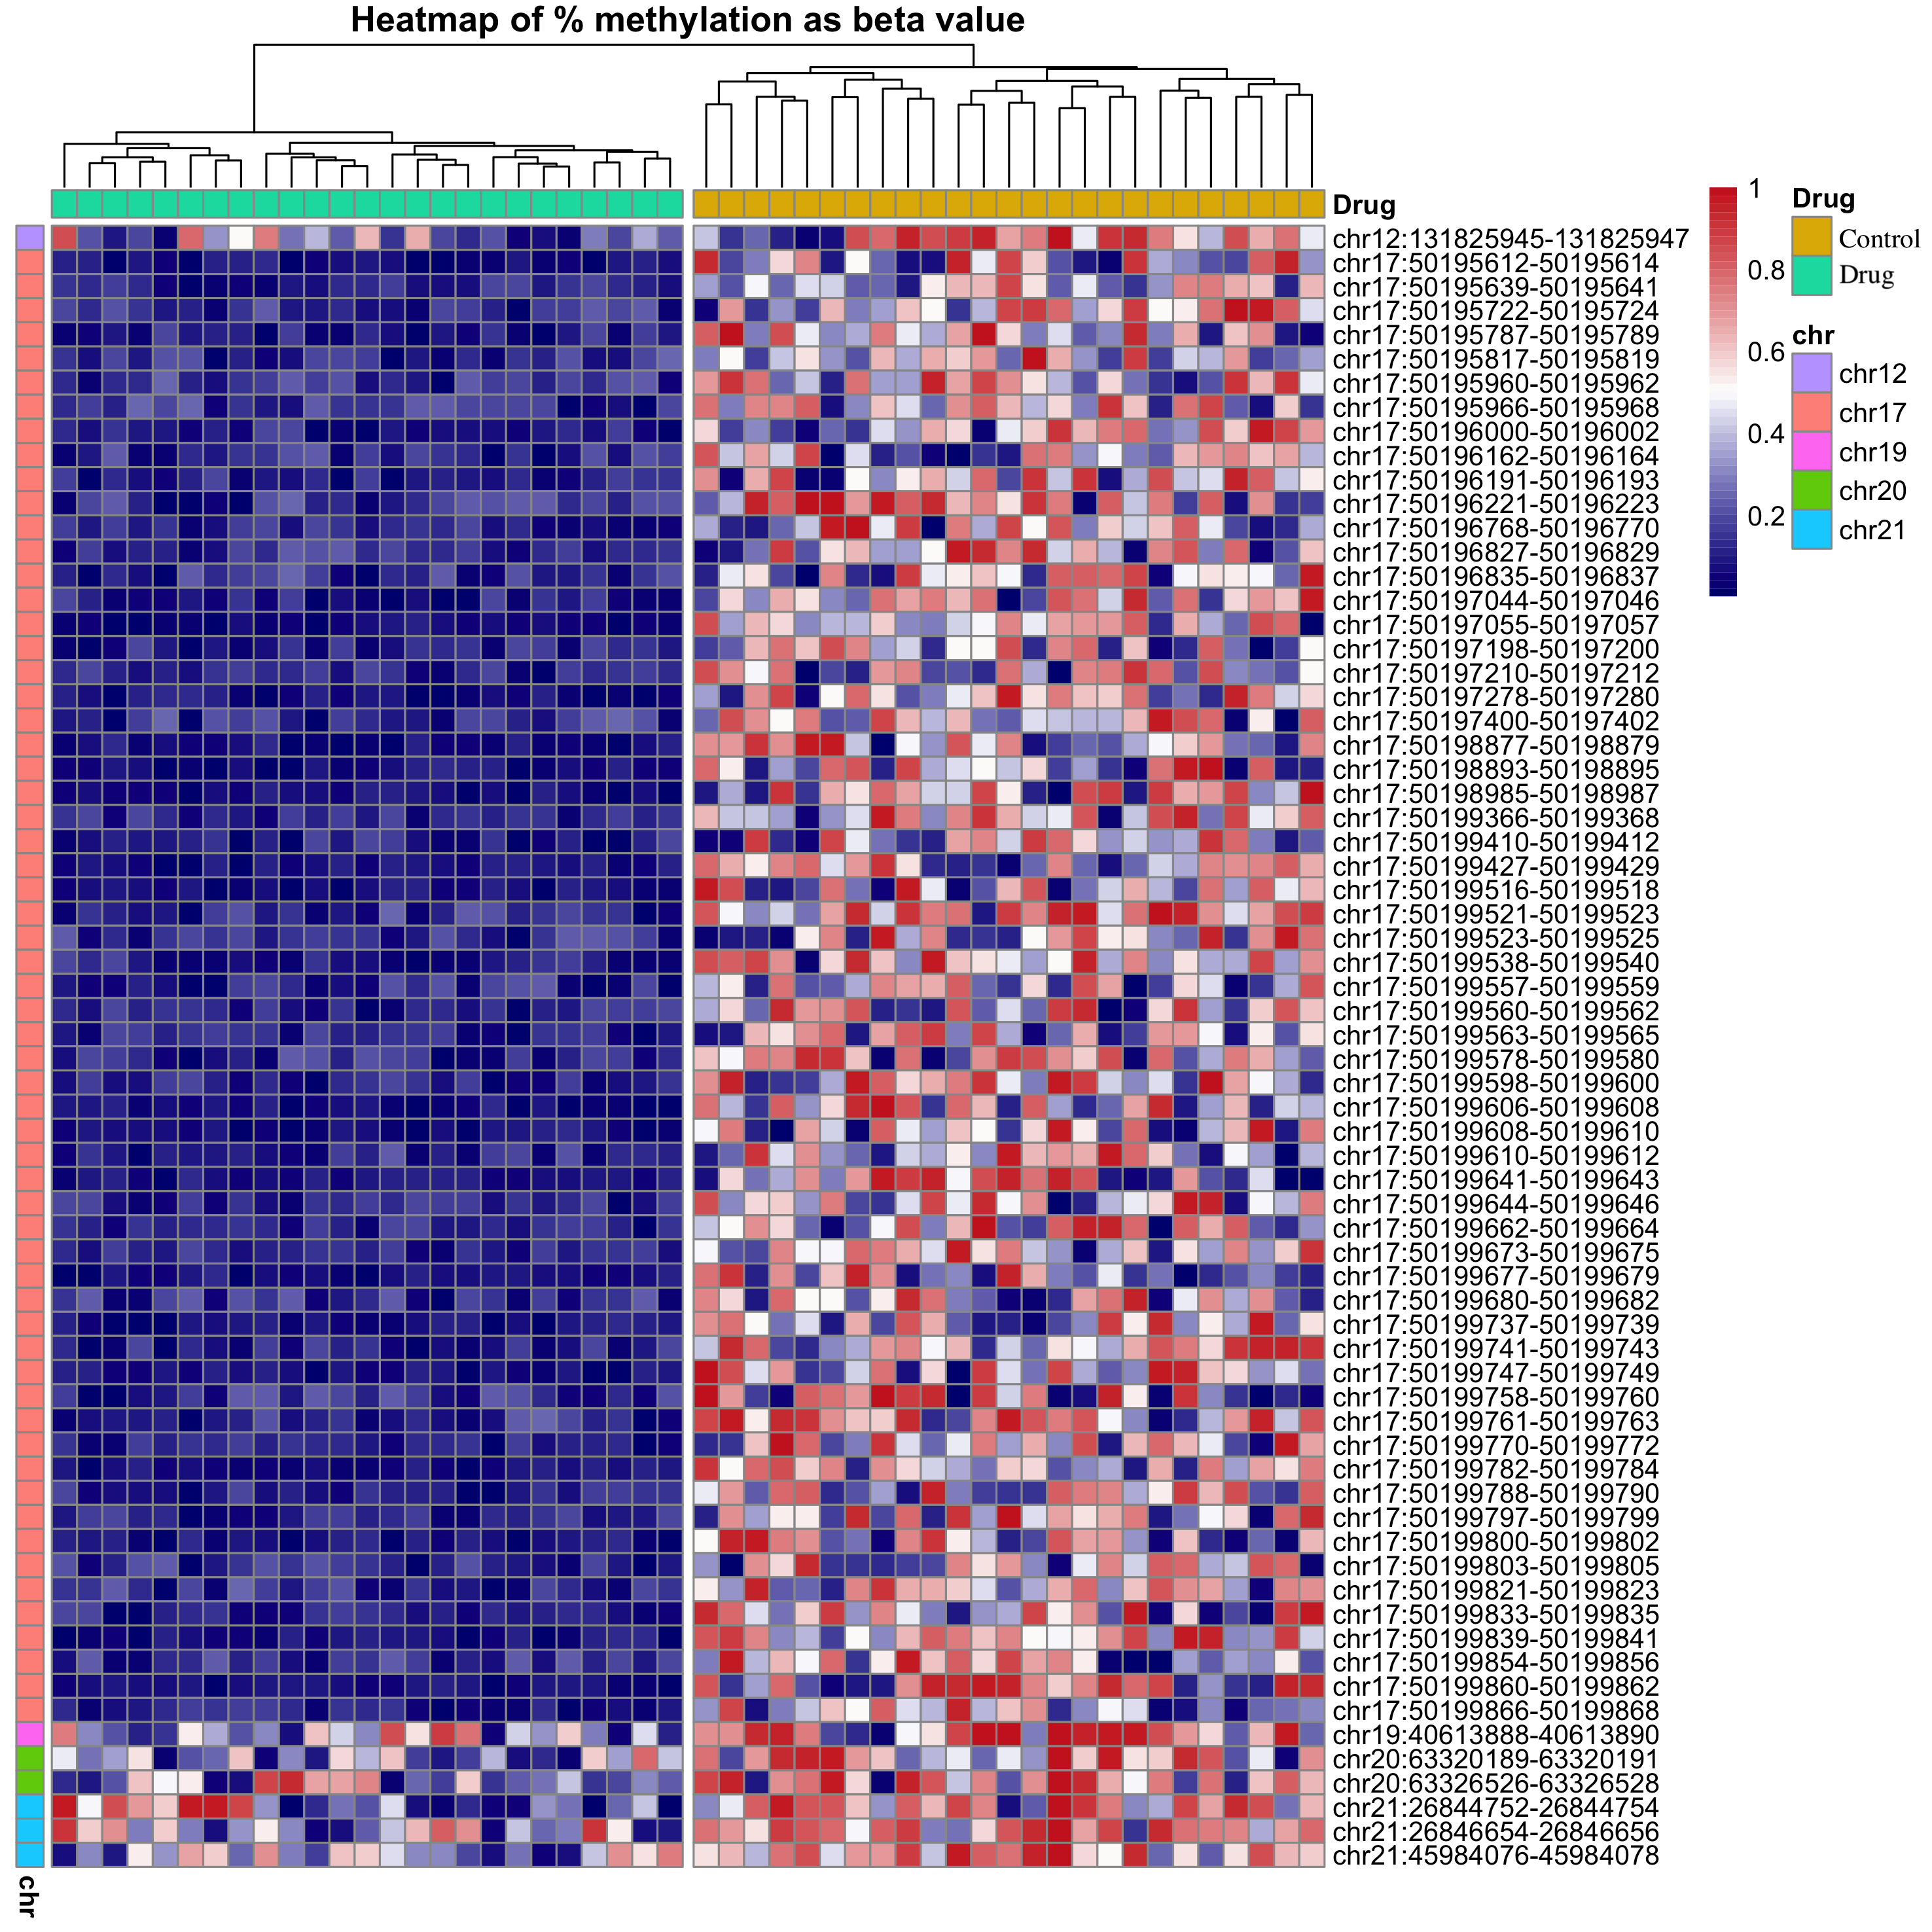 Heatmap of % methylation as beta value
Drug
chr12:131825945-131825947
chr17:50195612-50195614
chr17:50195639-50195641
chr17:50195722-50195724
chr17:50195787-50195789
chr17:50195817-50195819
chr17:50195960-50195962
chr17:50195966-50195968
chr17:50196000-50196002
chr17:50196162-50196164
chr17:50196191-50196193
chr17:50196221-50196223
chr17:50196768-50196770
chr17:50196827-50196829
chr17:50196835-50196837
chr17:50197044-50197046
chr17:50197055-50197057
chr17:50197198-50197200
chr17:50197210-50197212
chr17:50197278-50197280
chr17:50197400-50197402
chr17:50198877-50198879
chr17:50198893-50198895
chr17:50198985-50198987
chr17:50199366-50199368
chr17:50199410-50199412
chr17:50199427-50199429
chr17:50199516-50199518
chr17:50199521-50199523
chr17:50199523-50199525
chr17:50199538-50199540
chr17:50199557-50199559
chr17:50199560-50199562
chr17:50199563-50199565
chr17:50199578-50199580
chr17:50199598-50199600
chr17:50199606-50199608
chr17:50199608-50199610
chr17:50199610-50199612
chr17:50199641-50199643
chr17:50199644-50199646
chr17:50199662-50199664
chr17:50199673-50199675
chr17:50199677-50199679
chr17:50199680-50199682
chr17:50199737-50199739
chr17:50199741-50199743
chr17:50199747-50199749
chr17:50199758-50199760
chr17:50199761-50199763
chr17:50199770-50199772
chr17:50199782-50199784
chr17:50199788-50199790
chr17:50199797-50199799
chr17:50199800-50199802
chr17:50199803-50199805
chr17:50199821-50199823
chr17:50199833-50199835
chr17:50199839-50199841
chr17:50199854-50199856
chr17:50199860-50199862
chr17:50199866-50199868
chr19:40613888-40613890
chr20:63320189-63320191
chr20:63326526-63326528
chr21:26844752-26844754
chr21:26846654-26846656
chr21:45984076-45984078
chr
1
0.8
0.6
0.4
0.2
Drug
Control
Drug
chr
chr12
chr17
chr19
chr20
chr21